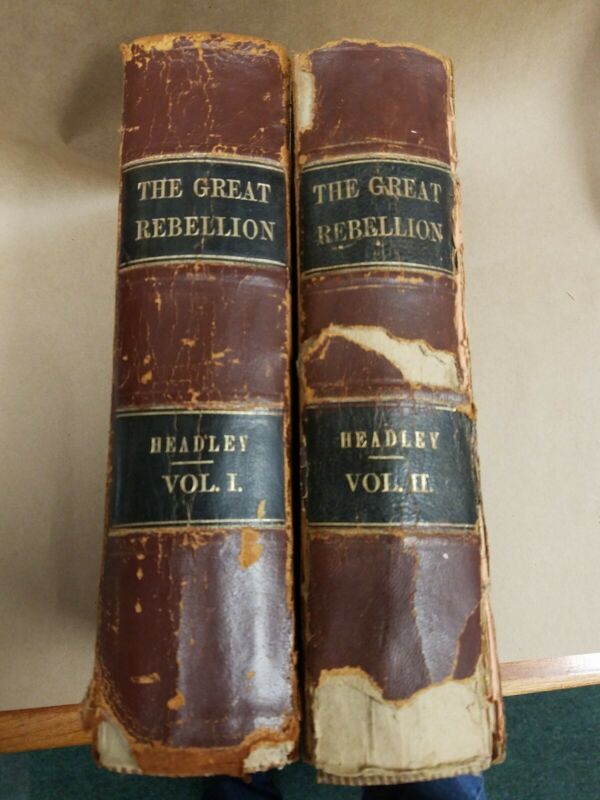 THE GREAT
REBELLION
HEADLEY
VOL. I.
THE GREAT
REBELLION
HEADLEY
VOL. II.